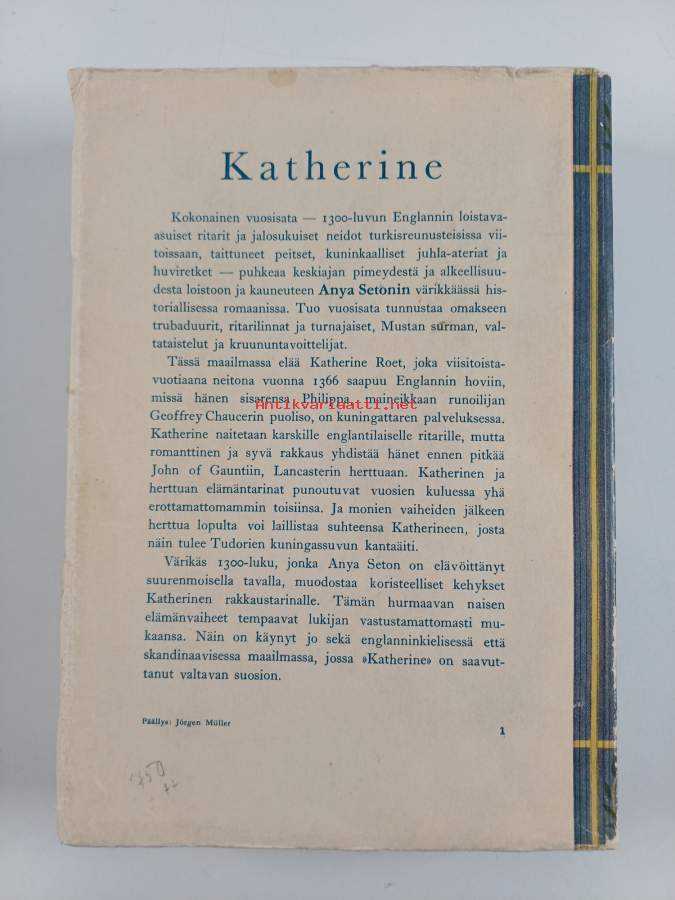 Katherine
Kokonainen vuosisata — 1300-luvun Englannin loistava-
asuiset ritarit ja jalosukuiset neidot turkisreunusteisissa vii-
toissaan, taittuneet peitset, kuninkaalliset juhla-ateriat ja
huviretket — puhkeaa keskiajan pimeydestä ja alkeellisuu-
desta loistoon ja kauneuteen Anya Setonin värikkäässä his-
toriallisessa romaanissa. Tuo vuosisata tunnustaa omakseen
trubaduurit, ritarilinnat ja turnajaiset, Mustan surman, val-
tataistelut ja kruununtavoittelijat.
Tässä maailmassa elää Katherine Roet, joka viisitoista-
vuotiaana neitona vuonna 1366 saapuu Englannin hoviin,
missä hänen sisarensa Philippa, maineikkaan runoilijan
Antikvariaatti.net
Geoffrey Chaucerin puoliso, on kuningattaren palveluksessa.
Katherine naitetaan karskille englantilaiselle ritarille, mutta
romanttinen ja syvä rakkaus yhdistää hänet ennen pitkää
John of Gauntiin, Lancasterin herttuaan. Katherinen ja
herttuan elämäntarinat punoutuvat vuosien kuluessa yhä
erottamattomammin toisiinsa. Ja monien vaiheiden jälkeen
herttua lopulta voi laillistaa suhteensa Katherineen, josta
näin tulee Tudorien kuningassuvun kantaäiti.
Värikäs 1300-luku, jonka Anya Seton on elävöittänyt
suurenmoisella tavalla, muodostaa koristeelliset kehykset
Katherinen rakkaustarinalle. Tämän hurmaavan naisen
elämänvaiheet tempaavat lukijan vastustamattomasti mu-
kaansa. Näin on käynyt jo sekä englanninkielisessä että
skandinaavisessa maailmassa, jossa »Katherine» on saavut-
tanut valtavan suosion.
Päällys: Jörgen Müller
1